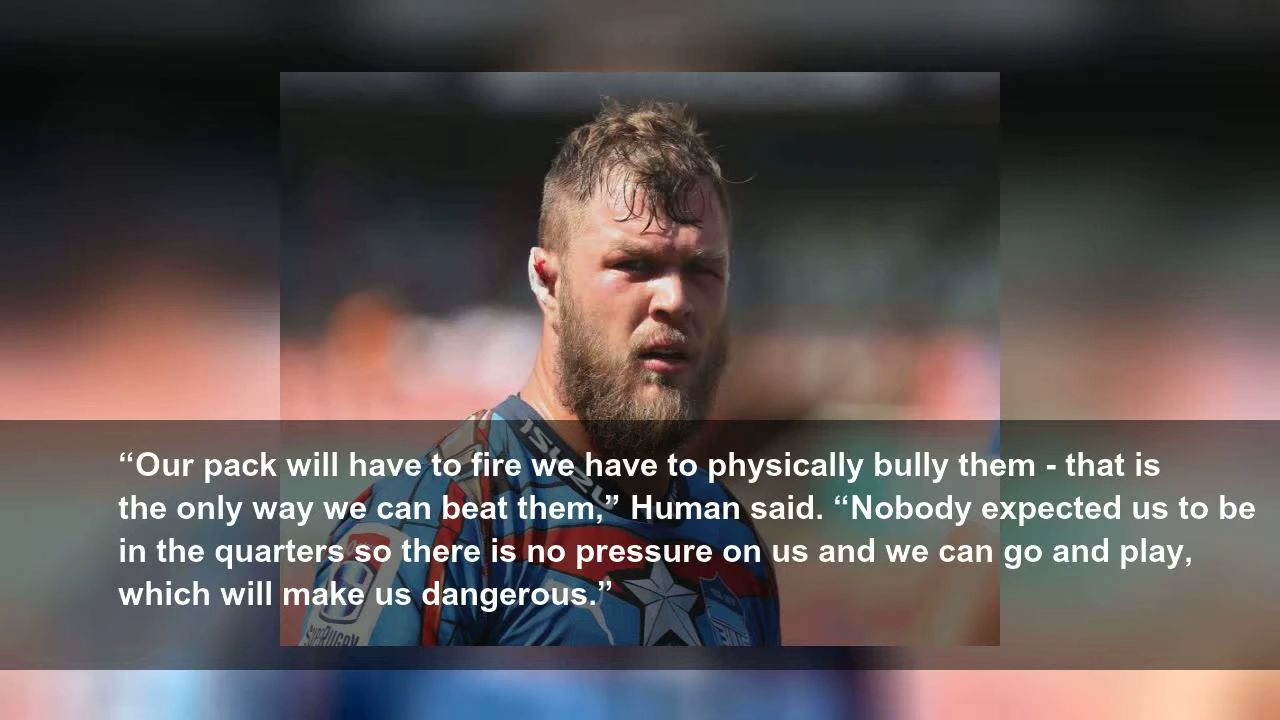 ISUZU
“Our pack will have to fire we have to physically bully them - that is
the only way we can beat them,” Human said. “Nobody expected us to be
in the quarters so there is no pressure on us and we can go and play,
which will make us dangerous.”
SUPERUGBY